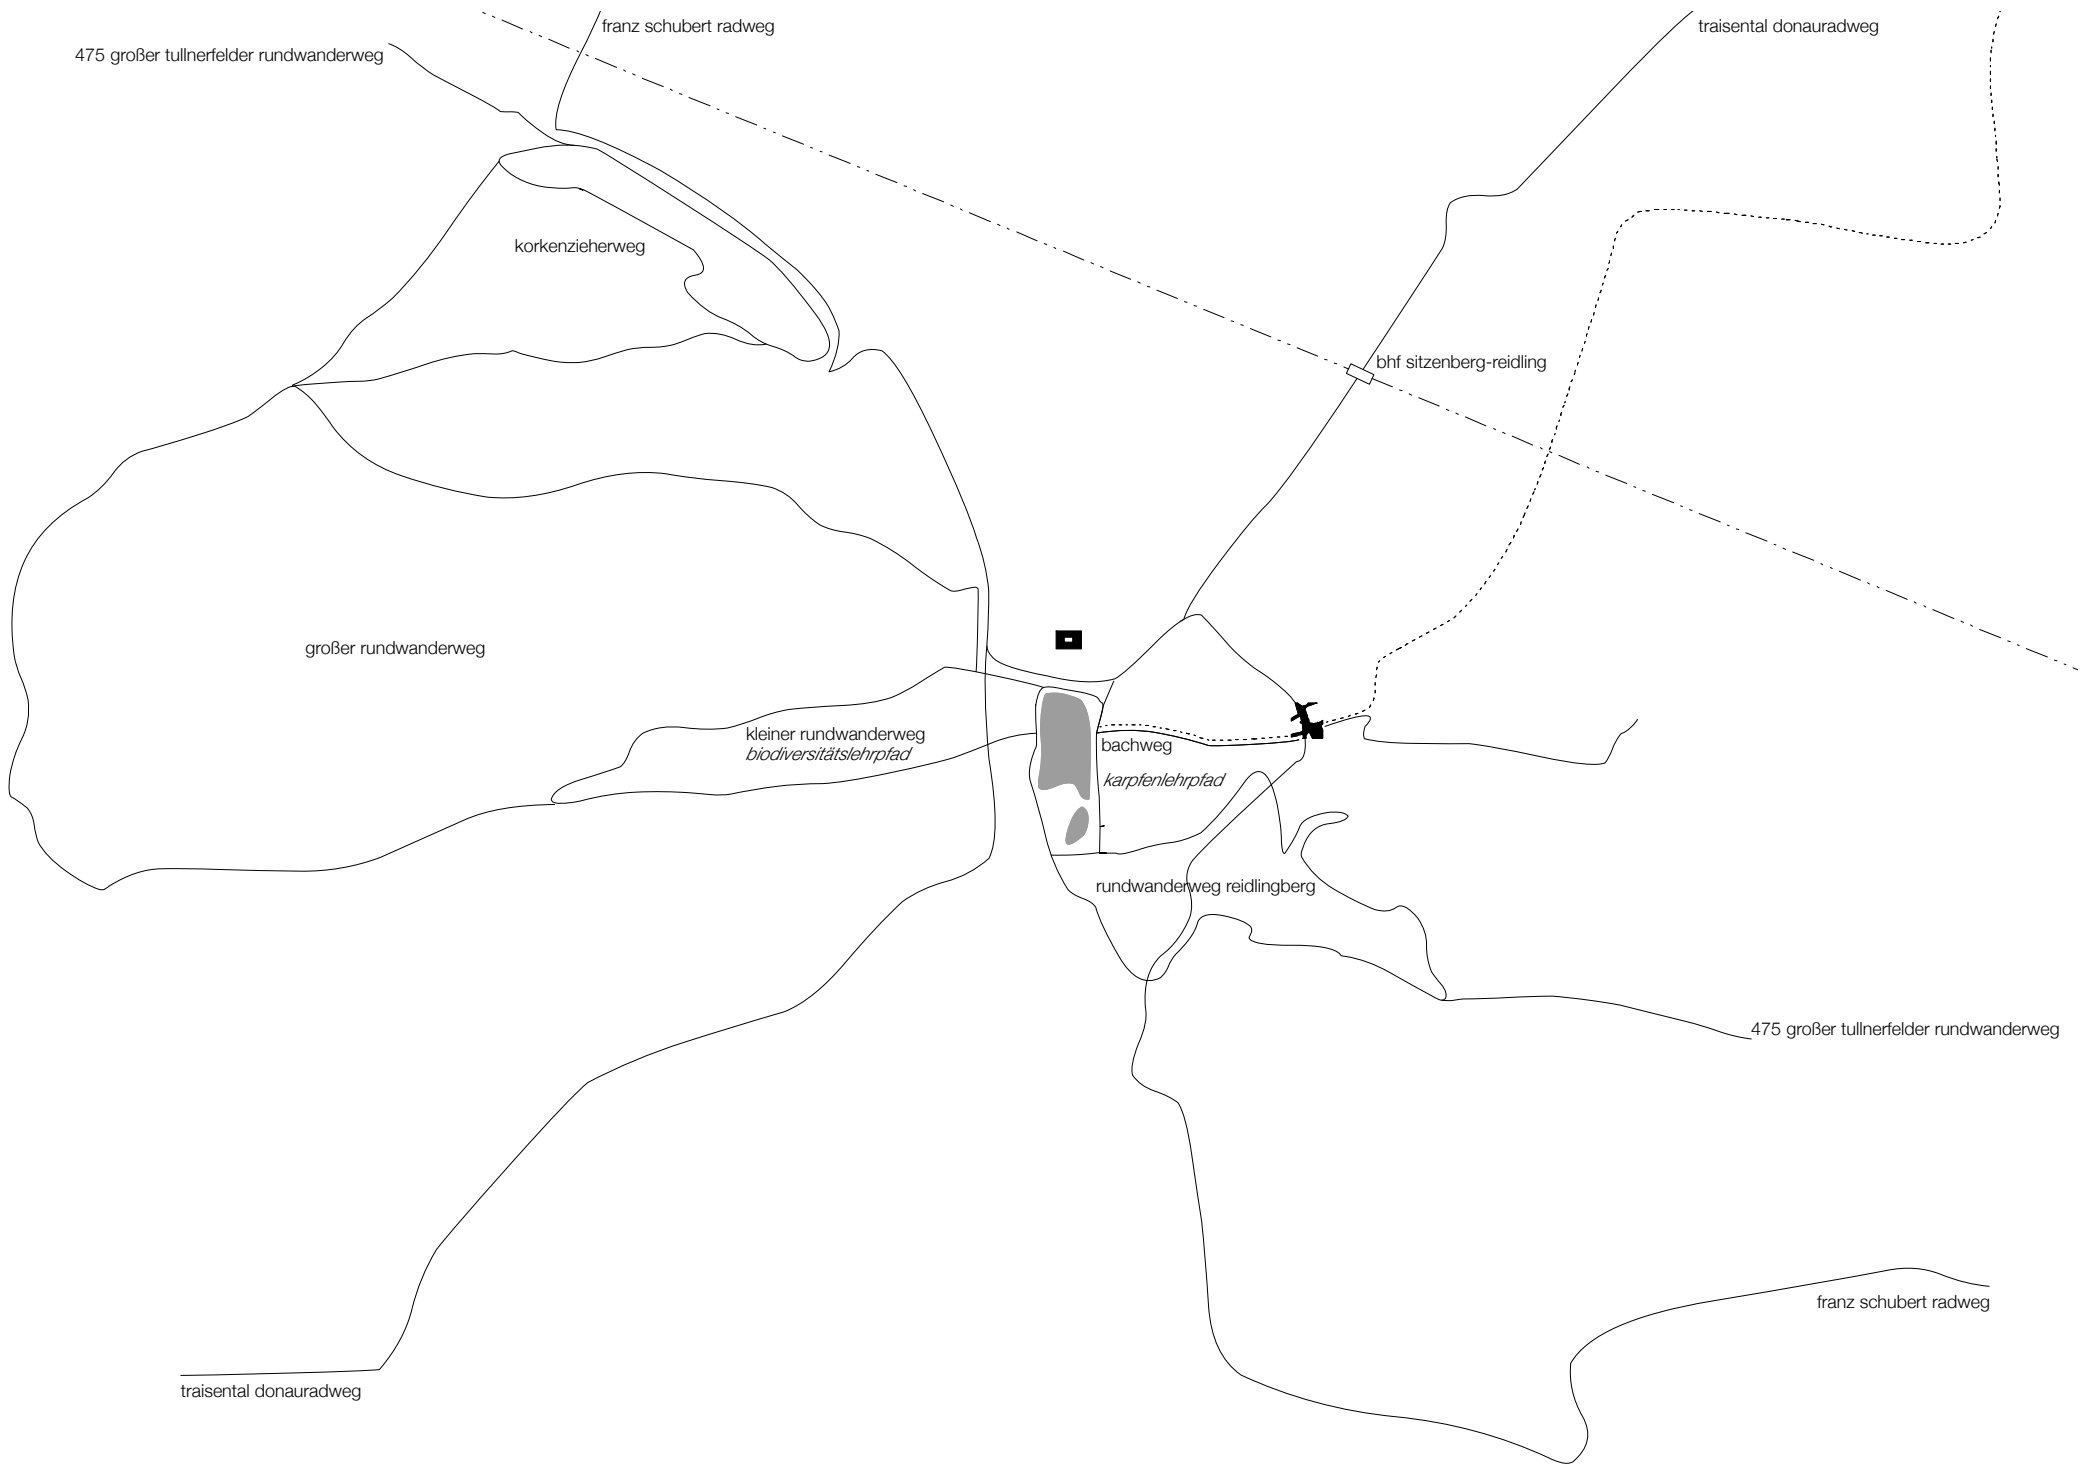 franz schubert radweg
traisental donauradweg
475 großer tullnerfelder rundwanderweg
korkenzieherweg
bhf sitzenberg-reidling
großer rundwanderweg
kleiner rundwanderweg
biodiversitätslehrpfad
bachweg
karpfenlehrpfad
rundwanderweg reidlingberg
475 großer tullnerfelder rundwanderweg
franz schubert radweg
traisental donauradweg